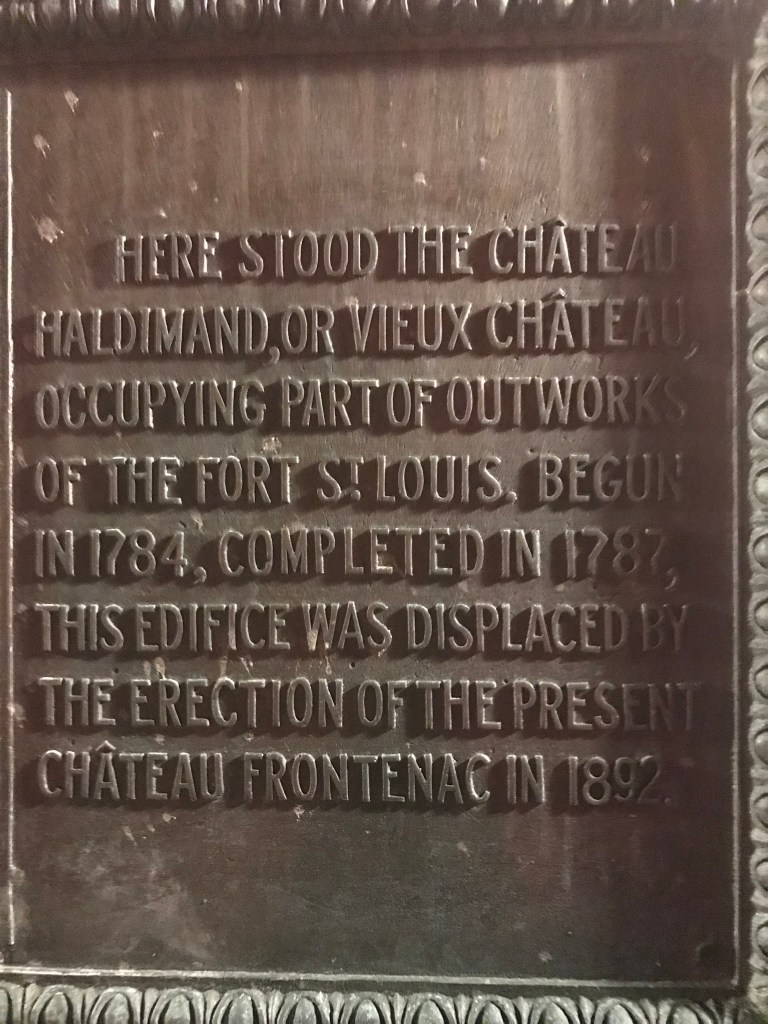 HERE STOOD THE CHÂTEAU
HALDIMAND, OR VIEUX CHÂTEAU,
OCCUPYING PART OF OUTWORKS
OF THE FORT ST. LOUIS. BEGUN
IN 1784, COMPLETED IN 1787,
THIS EDIFICE WAS DISPLACED BY
THE ERECTION OF THE PRESENT
CHÂTEAU FRONTENAC IN 1892.